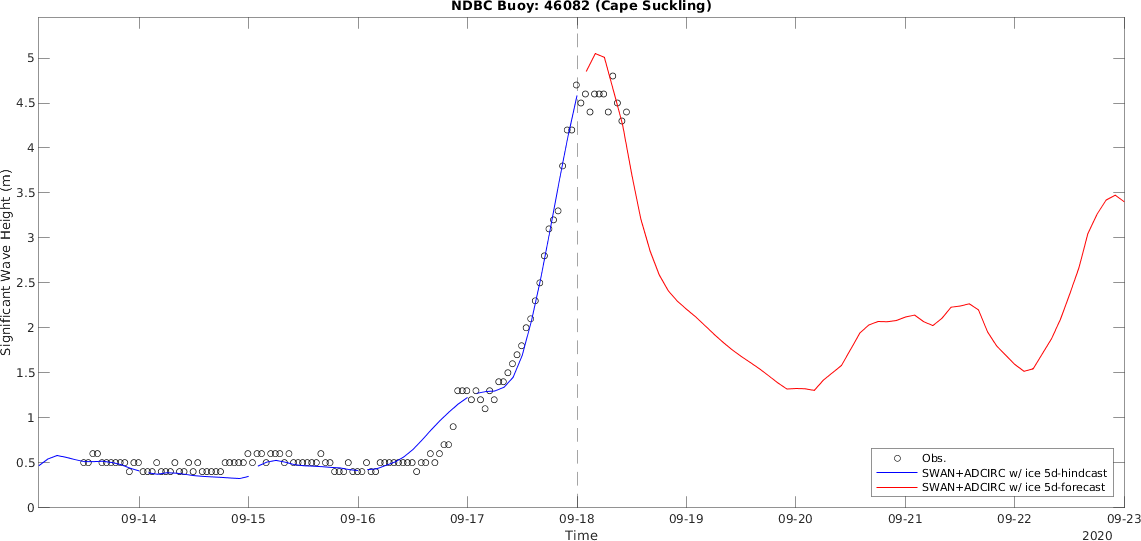 NDBC Buoy: 46082 (Cape Suckling)
Significant Wave Height (m)
5
4.5
4
3.5
3
2.5
2
1.5
1
0.5
0
Obs.
SWAN+ADCIRC w/ ice 5d-hindcast
SWAN+ADCIRC w/ ice 5d-forecast
09-14 09-15 09-16 09-17 09-18 09-19 09-20 09-21 09-22 09-23
Time
2020